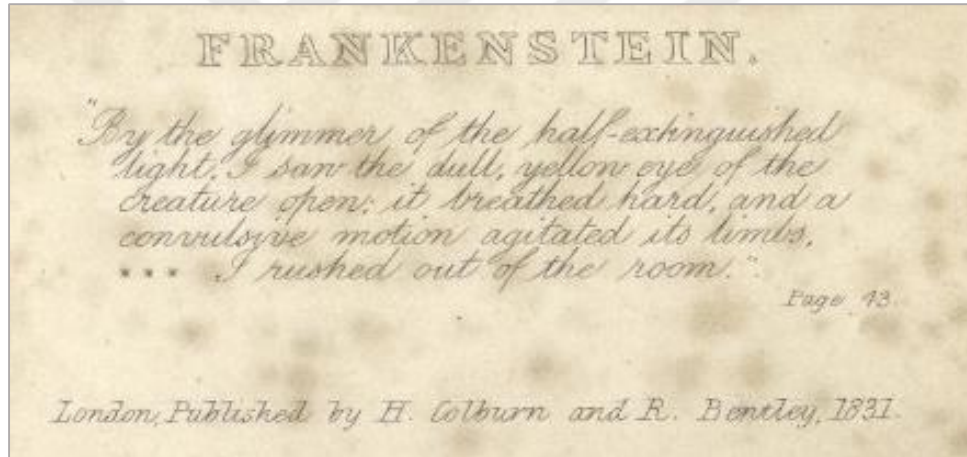 FRANKENSTEIN.
"By the glimmer of the half-extinguished
light, I saw the dull, yellow eye of the
creature open; it breathed hard, and a
convulsive motion agitated its limbs,
*** I rushed out of the room."
Page 43.
London, Published by H. Colburn and R. Bentley, 1831.